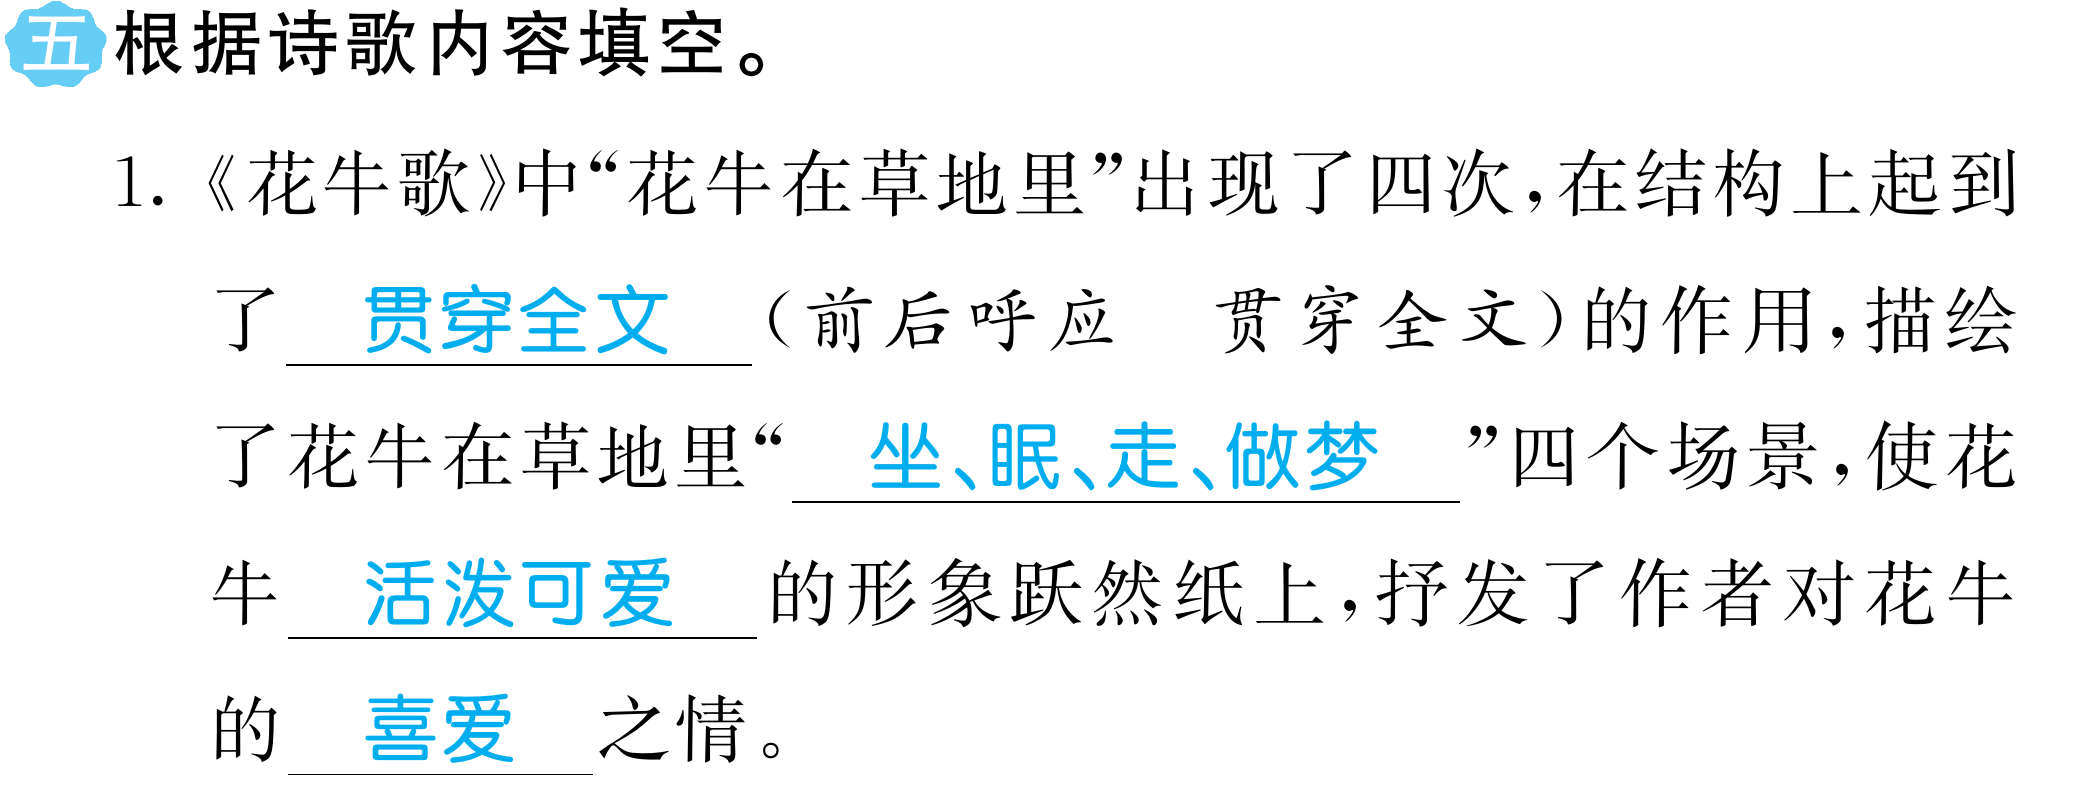 五 根据诗歌内容填空。
1.《花牛歌》中“花牛在草地里”出现了四次,在结构上起到
了 贯穿全文 (前后呼应 贯穿全文)的作用,描绘
了花牛在草地里“ 坐、眠、走、做梦 ”四个场景,使花
牛 活泼可爱 的形象跃然纸上,抒发了作者对花牛
的 喜爱 之情。